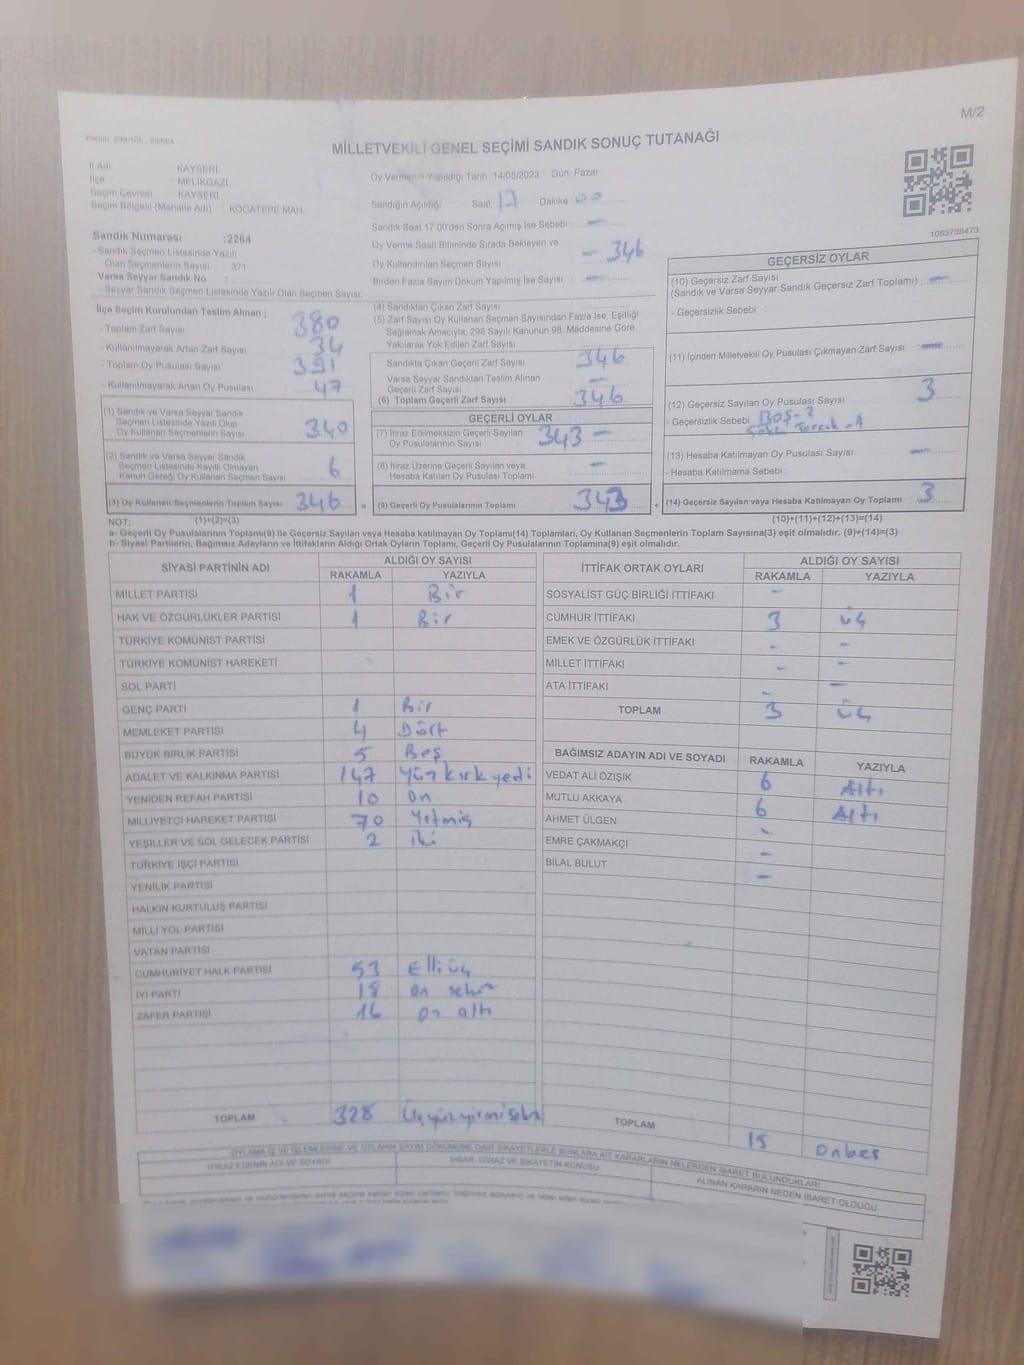 M/2
MİLLETVEKİLİ GENEL SEÇİMİ SANDIK SONUÇ TUTANAĞI
İl Adı : KAYSERİ
İlçe : MELİKGAZİ
Seçim Çevresi : KAYSERİ
Seçim Bölgesi (Mahalle Adı) : KOCATEPE MAH.
Sandık Numarası :2264
- Sandık Seçmen Listesinde Yazılı
Olan Seçmenlerin Sayısı : 371
Varsa Seyyar Sandık No :
- Seyyar Sandık Seçmen Listesinde Yazılı Olan Seçmen Sayısı:
Oy Vermenin Yapıldığı Tarih 14/05/2023 Gün: Pazar
Sandığın Açıldığı Saat 17 Dakika 00
Sandık Saat 17.00'den Sonra Açılmış İse Sebebi : -
Oy Verme Saati Bitiminde Sırada Bekleyen ve
Oy Kullandırılan Seçmen Sayısı : - 346
Birden Fazla Sayım Döküm Yapılmış İse Sayısı : -
1063738473
İlçe Seçim Kurulundan Teslim Alınan ;
- Toplam Zarf Sayısı 380
- Kullanılmayarak Artan Zarf Sayısı 34
- Toplam Oy Pusulası Sayısı 391
- Kullanılmayarak Artan Oy Pusulası 47
(1) Sandık ve Varsa Seyyar Sandık
Seçmen Listesinde Yazılı Olup
Oy Kullanan Seçmenlerin Sayısı 340
(2) Sandık ve Varsa Seyyar Sandık
Seçmen Listesinde Kayıtlı Olmayan
Kanun Gereği Oy Kullanan Seçmen Sayısı 6
(3) Oy Kullanan Seçmenlerin Toplam Sayısı 346
(1)+(2)=(3)
(4) Sandıktan Çıkan Zarf Sayısı :
(5) Zarf Sayısı Oy Kullanan Seçmen Sayısından Fazla İse, Eşitliği
Sağlamak Amacıyla; 298 Sayılı Kanunun 98. Maddesine Göre
Yakılarak Yok Edilen Zarf Sayısı :
Sandıkta Çıkan Geçerli Zarf Sayısı : 346
Varsa Seyyar Sandıktan Teslim Alınan
Geçerli Zarf Sayısı : -
(6) Toplam Geçerli Zarf Sayısı : 346
GEÇERLİ OYLAR
(7) İtiraz Edilmeksizin Geçerli Sayılan
Oy Pusulalarının Sayısı : 343 -
(8) İtiraz Üzerine Geçerli Sayılan veya
Hesaba Katılan Oy Pusulası Toplamı : -
(9) Geçerli Oy Pusulalarının Toplamı : 343
GEÇERSİZ OYLAR
(10) Geçersiz Zarf Sayısı
(Sandık ve Varsa Seyyar Sandık Geçersiz Zarf Toplamı) : -
- Geçersizlik Sebebi :
(11) İçinden Milletvekili Oy Pusulası Çıkmayan Zarf Sayısı : -
(12) Geçersiz Sayılan Oy Pusulası Sayısı : 3
- Geçersizlik Sebebi : BOŞ-2
(13) Hesaba Katılmayan Oy Pusulası Sayısı : -
- Hesaba Katılmama Sebebi :
(14) Geçersiz Sayılan veya Hesaba Katılmayan Oy Toplamı : 3
(10)+(11)+(12)+(13)=(14)
NOT:
a- Geçerli Oy Pusulalarının Toplamı(9) ile Geçersiz Sayılan veya Hesaba katılmayan Oy Toplamı(14) Toplamları, Oy Kullanan Seçmenlerin Toplam Sayısına(3) eşit olmalıdır. (9)+(14)=(3)
b- Siyasi Partilerin, Bağımsız Adayların ve İttifakların Aldığı Ortak Oyların Toplamı, Geçerli Oy Pusulalarının Toplamına(9) eşit olmalıdır.
SİYASİ PARTİNİN ADI
ALDIĞI OY SAYISI
RAKAMLA YAZIYLA
MİLLET PARTİSİ 1 Bir
HAK VE ÖZGÜRLÜKLER PARTİSİ 1 Bir
TÜRKİYE KOMÜNİST PARTİSİ
TÜRKİYE KOMÜNİST HAREKETİ
SOL PARTİ
GENÇ PARTİ 1 Bir
MEMLEKET PARTİSİ 4 Dört
BÜYÜK BİRLİK PARTİSİ 5 Beş
ADALET VE KALKINMA PARTİSİ 147 Yüz kırk yedi
YENİDEN REFAH PARTİSİ 10 On
MİLLİYETÇİ HAREKET PARTİSİ 70 Yetmiş
YEŞİLLER VE SOL GELECEK PARTİSİ 2 iki
TÜRKİYE İŞÇİ PARTİSİ
YENİLİK PARTİSİ
HALKIN KURTULUŞ PARTİSİ
MİLLİ YOL PARTİSİ
VATAN PARTİSİ
CUMHURİYET HALK PARTİSİ 53 Elli üç
İYİ PARTİ 18 On sekiz
ZAFER PARTİSİ 16 On altı
TOPLAM 328 Üçyüzyirmisekiz
İTTİFAK ORTAK OYLARI
ALDIĞI OY SAYISI
RAKAMLA YAZIYLA
SOSYALİST GÜÇ BİRLİĞİ İTTİFAKI -
CUMHUR İTTİFAKI 3 üç
EMEK VE ÖZGÜRLÜK İTTİFAKI - -
MİLLET İTTİFAKI - -
ATA İTTİFAKI - -
TOPLAM 3 üç
BAĞIMSIZ ADAYIN ADI VE SOYADI RAKAMLA YAZIYLA
VEDAT ALİ ÖZIŞIK 6 Altı
MUTLU AKKAYA 6 Altı
AHMET ÜLGEN -
EMRE ÇAKMAKÇI -
BİLAL BULUT -
TOPLAM 15 Onbeş
OYLAMA İŞ VE İŞLEMLERİNE VE OYLARIN SAYIM DÖKÜMÜNE DAİR ŞİKAYETLERLE BUNLARA AİT KARARLARIN NELERDEN İBARET BULUNDUKLARI
İTİRAZ EDENİN ADI VE SOYADI
İHBAR, İTİRAZ VE ŞİKAYETİN KONUSU
ALINAN KARARIN NEDEN İBARET OLDUĞU